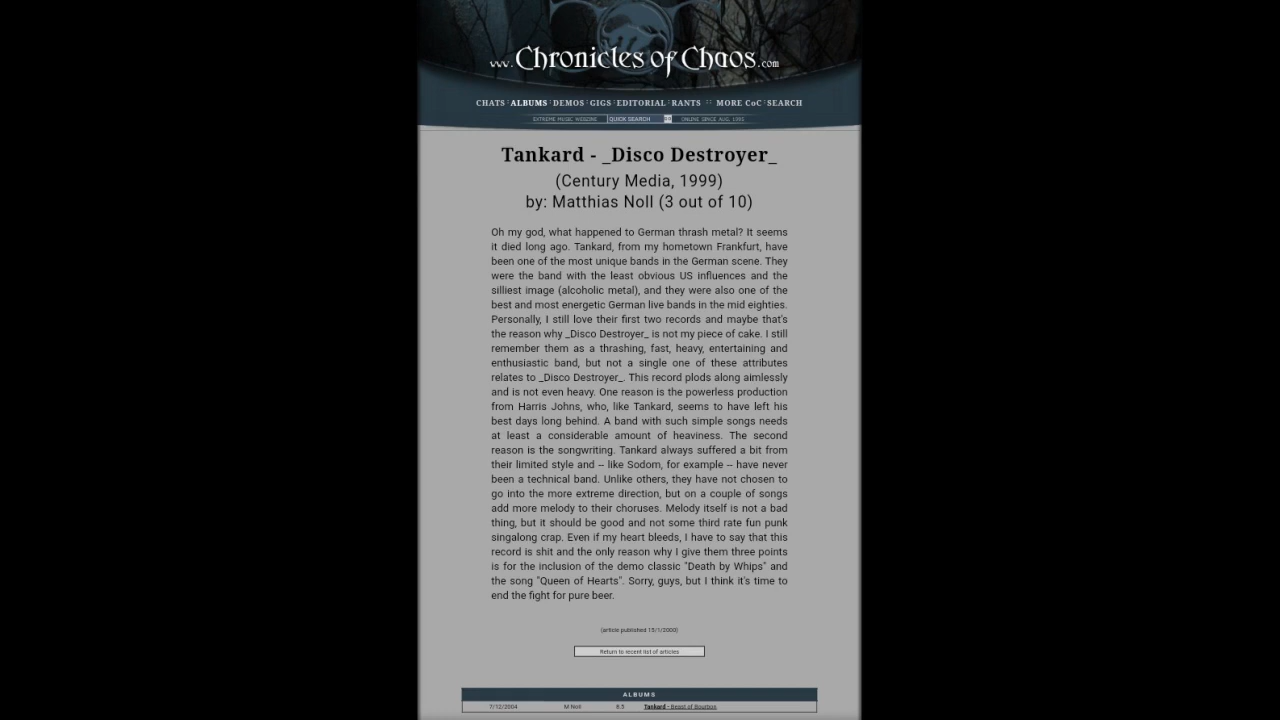 www.Chronicles of Chaos.com
CHATS : ALBUMS : DEMOS : GIGS : EDITORIAL : RANTS :: MORE CoC : SEARCH
EXTREME MUSIC WEBZINE QUICK SEARCH ONLINE SINCE AUG. 1995
Tankard - _Disco Destroyer_
(Century Media, 1999)
by: Matthias Noll (3 out of 10)
Oh my god, what happened to German thrash metal? It seems
it died long ago. Tankard, from my hometown Frankfurt, have
been one of the most unique bands in the German scene. They
were the band with the least obvious US influences and the
silliest image (alcoholic metal), and they were also one of the
best and most energetic German live bands in the mid eighties.
Personally, I still love their first two records and maybe that's
the reason why _Disco Destroyer_ is not my piece of cake. I still
remember them as a thrashing, fast, heavy, entertaining and
enthusiastic band, but not a single one of these attributes
relates to _Disco Destroyer_. This record plods along aimlessly
and is not even heavy. One reason is the powerless production
from Harris Johns, who, like Tankard, seems to have left his
best days long behind. A band with such simple songs needs
at least a considerable amount of heaviness. The second
reason is the songwriting. Tankard always suffered a bit from
their limited style and -- like Sodom, for example -- have never
been a technical band. Unlike others, they have not chosen to
go into the more extreme direction, but on a couple of songs
add more melody to their choruses. Melody itself is not a bad
thing, but it should be good and not some third rate fun punk
singalong crap. Even if my heart bleeds, I have to say that this
record is shit and the only reason why I give them three points
is for the inclusion of the demo classic "Death by Whips" and
the song "Queen of Hearts". Sorry, guys, but I think it's time to
end the fight for pure beer.
(article published 15/1/2000)
Return to recent list of articles
ALBUMS
7/12/2004 M Noll 6.5 Tankard - Beast of Bourbon